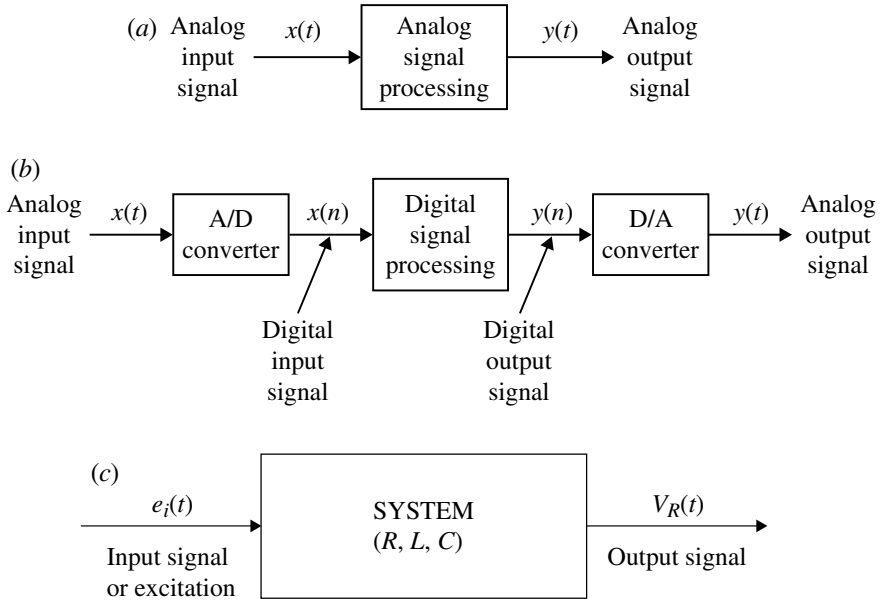 (a)
Analog
input
signal
x(t)
Analog
signal
processing
y(t)
Analog
output
signal
(b)
Analog
input
signal
x(t)
A/D
converter
x(n)
Digital
input
signal
Digital
signal
processing
y(n)
Digital
output
signal
D/A
converter
y(t)
Analog
output
signal
(c)
e_i(t)
Input signal
or excitation
SYSTEM
(R, L, C)
V_R(t)
Output signal